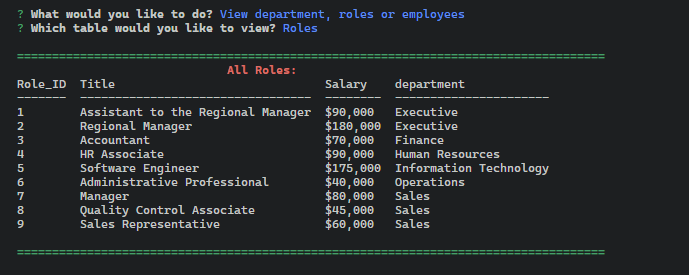 ? What would you like to do? View department, roles or employees
? Which table would you like to view? Roles
====================================================================================
All Roles:
Role_ID  Title                              Salary    department
-------  ---------------------------------  --------  ----------------------
1        Assistant to the Regional Manager  $90,000   Executive
2        Regional Manager                   $180,000  Executive
3        Accountant                         $70,000   Finance
4        HR Associate                       $90,000   Human Resources
5        Software Engineer                  $175,000  Information Technology
6        Administrative Professional        $40,000   Operations
7        Manager                            $80,000   Sales
8        Quality Control Associate          $45,000   Sales
9        Sales Representative               $60,000   Sales
====================================================================================